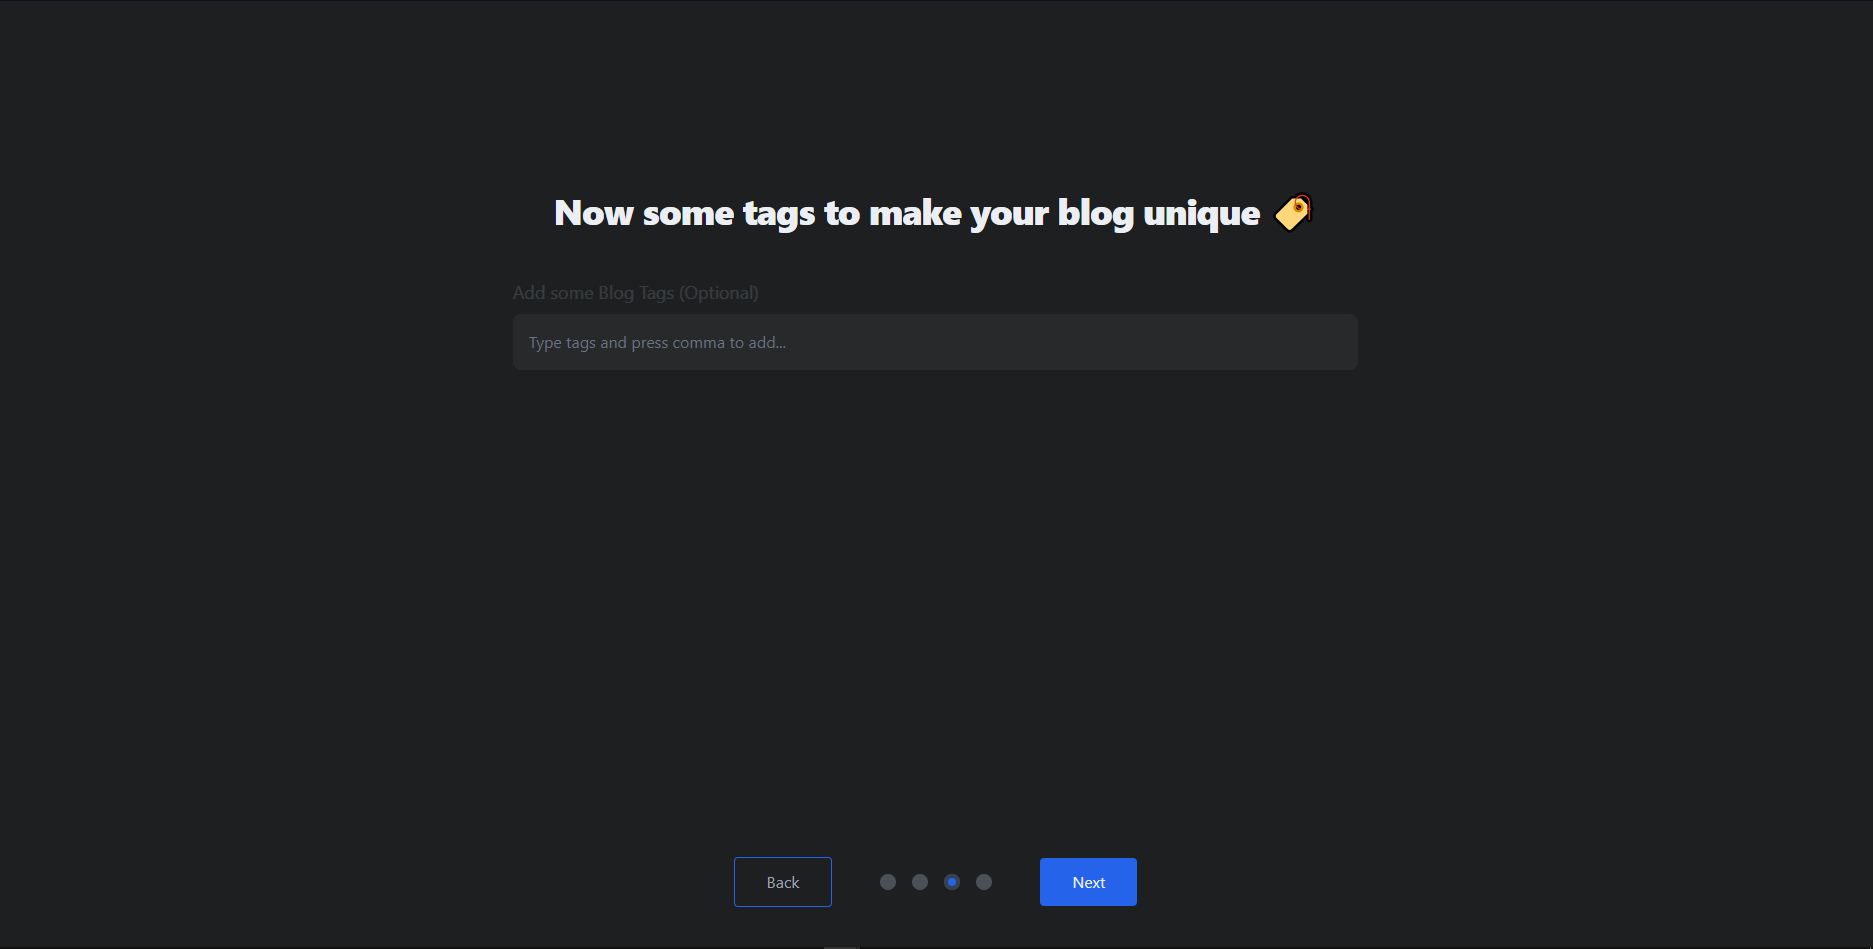 Now some tags to make your blog unique 🏷️
Add some Blog Tags (Optional)
Type tags and press comma to add...
Back
Next